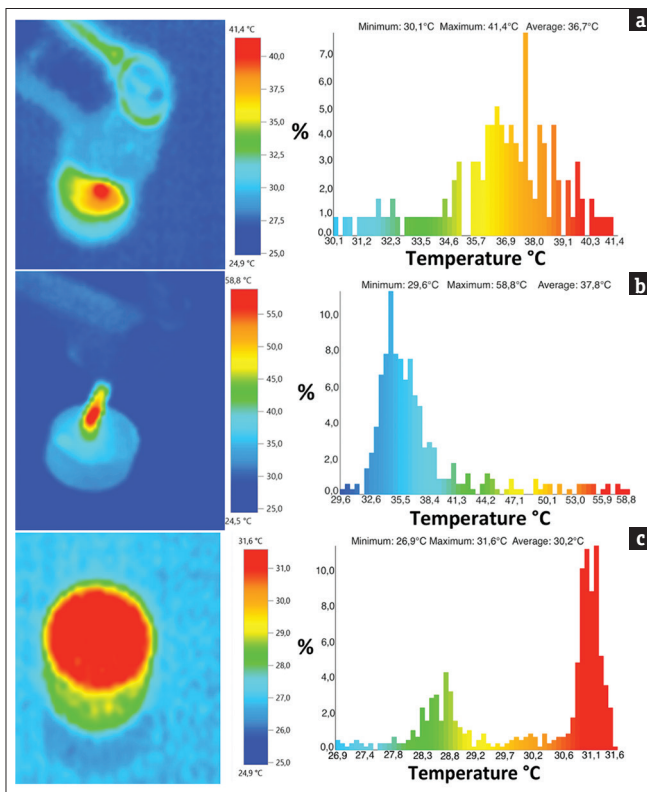 a
41,4 °C
40,0
37,5
35,0
32,5
30,0
27,5
25,0
24,9 °C
Minimum: 30,1°C Maximum: 41,4°C Average: 36,7°C
%
7,0
6,0
5,0
4,0
3,0
2,0
1,0
0,0
30,1 31,2 32,3 33,5 34,6 35,7 36,9 38,0 39,1 40,3 41,4
Temperature °C
b
58,8 °C
55,0
50,0
45,0
40,0
35,0
30,0
25,0
24,5 °C
Minimum: 29,6°C Maximum: 58,8°C Average: 37,8°C
%
10,0
8,0
6,0
4,0
2,0
0,0
29,6 32,6 35,5 38,4 41,3 44,2 47,1 50,1 53,0 55,9 58,8
Temperature °C
c
31,6 °C
31,0
30,0
29,0
28,0
27,0
26,0
25,0
24,9 °C
Minimum: 26,9°C Maximum: 31,6°C Average: 30,2°C
%
10,0
8,0
6,0
4,0
2,0
0,0
26,9 27,4 27,8 28,3 28,8 29,2 29,7 30,2 30,6 31,1 31,6
Temperature °C